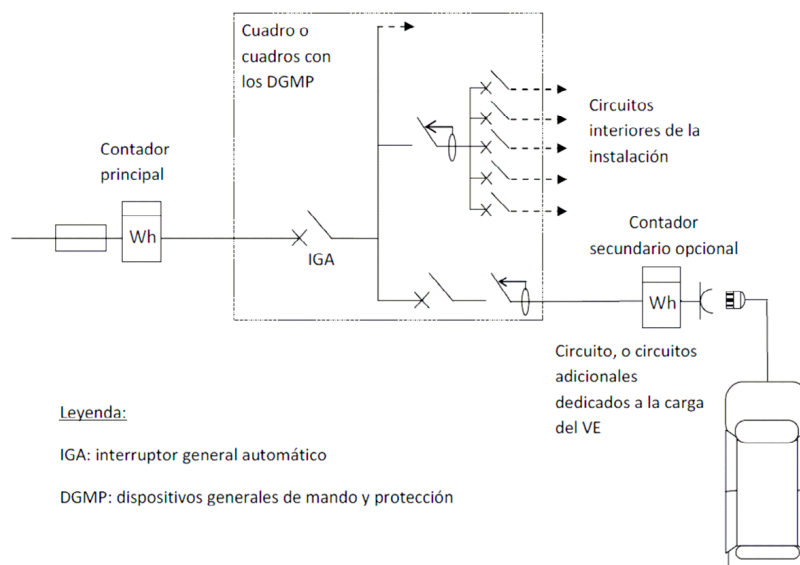 Cuadro o
cuadros con
los DGMP
Circuitos
interiores de la
instalación
Contador
principal
Wh
IGA
Contador
secundario opcional
Wh
Circuito, o circuitos
adicionales
dedicados a la carga
del VE
Leyenda:
IGA: interruptor general automático
DGMP: dispositivos generales de mando y protección